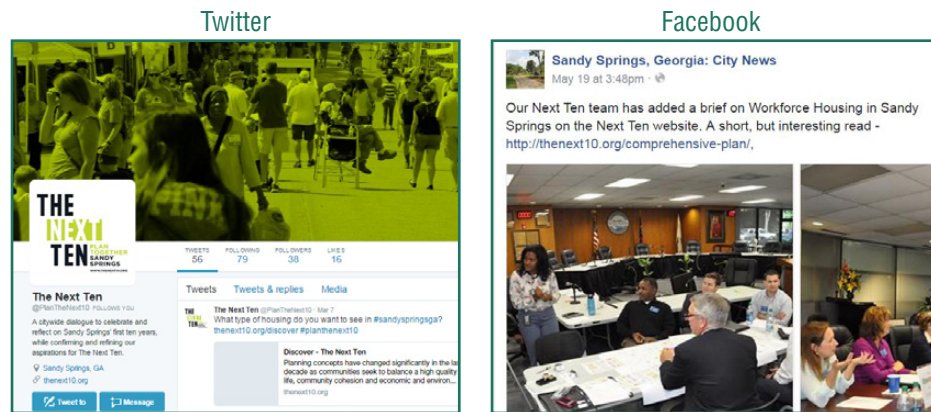 Twitter
Facebook
THE
NEXT
TEN
PLAN
TOGETHER
SANDY
SPRINGS
WWW.THENEXT10.ORG
TWEETS
56
FOLLOWING
79
FOLLOWERS
38
LIKES
16
The Next Ten
@PlanTheNext10 FOLLOWS YOU
A citywide dialogue to celebrate and
reflect on Sandy Springs' first ten years,
while confirming and refining our
aspirations for The Next Ten.
Sandy Springs, GA
thenext10.org
Tweet to
Message
Tweets
Tweets & replies
Media
The Next Ten @PlanTheNext10 · Mar 7
What type of housing do you want to see in #sandyspringsga?
thenext10.org/discover #planthenext10
Discover - The Next Ten
Planning concepts have changed significantly in the las
decade as communities seek to balance a high quality
life, community cohesion and economic and environ...
thenext10.org
Sandy Springs, Georgia: City News
May 19 at 3:48pm ·
Our Next Ten team has added a brief on Workforce Housing in Sandy
Springs on the Next Ten website. A short, but interesting read -
http://thenext10.org/comprehensive-plan/,